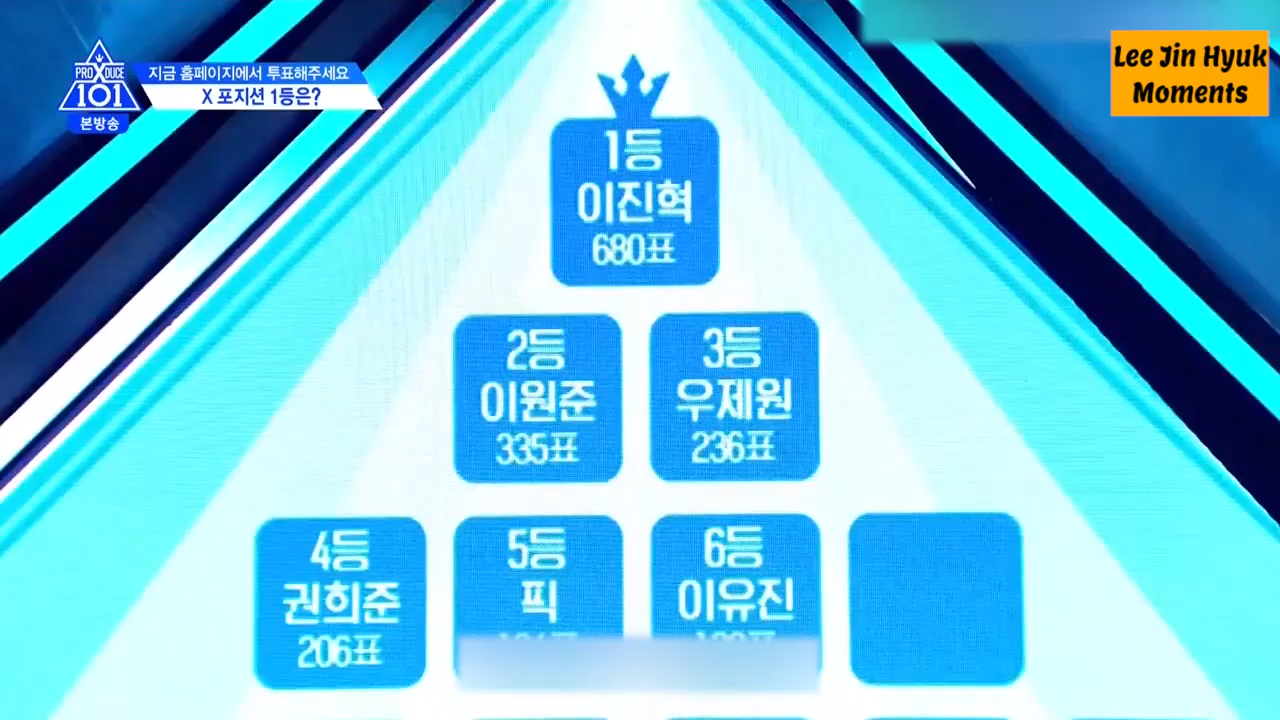 PRODUCE
101
본방송
지금 홈페이지에서 투표해주세요
X 포지션 1등은?
Lee Jin Hyuk
Moments
1등
이진혁
680표
2등
이원준
335표
3등
우제원
236표
4등
권희준
206표
5등
픽
6등
이유진